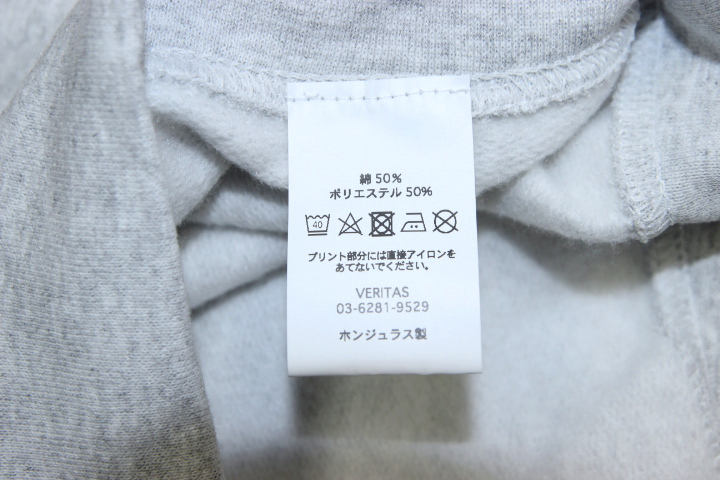 綿 50%
ポリエステル 50%
40
プリント部分には直接アイロンを
あてないでください。
VERITAS
03-6281-9529
ホンジュラス製